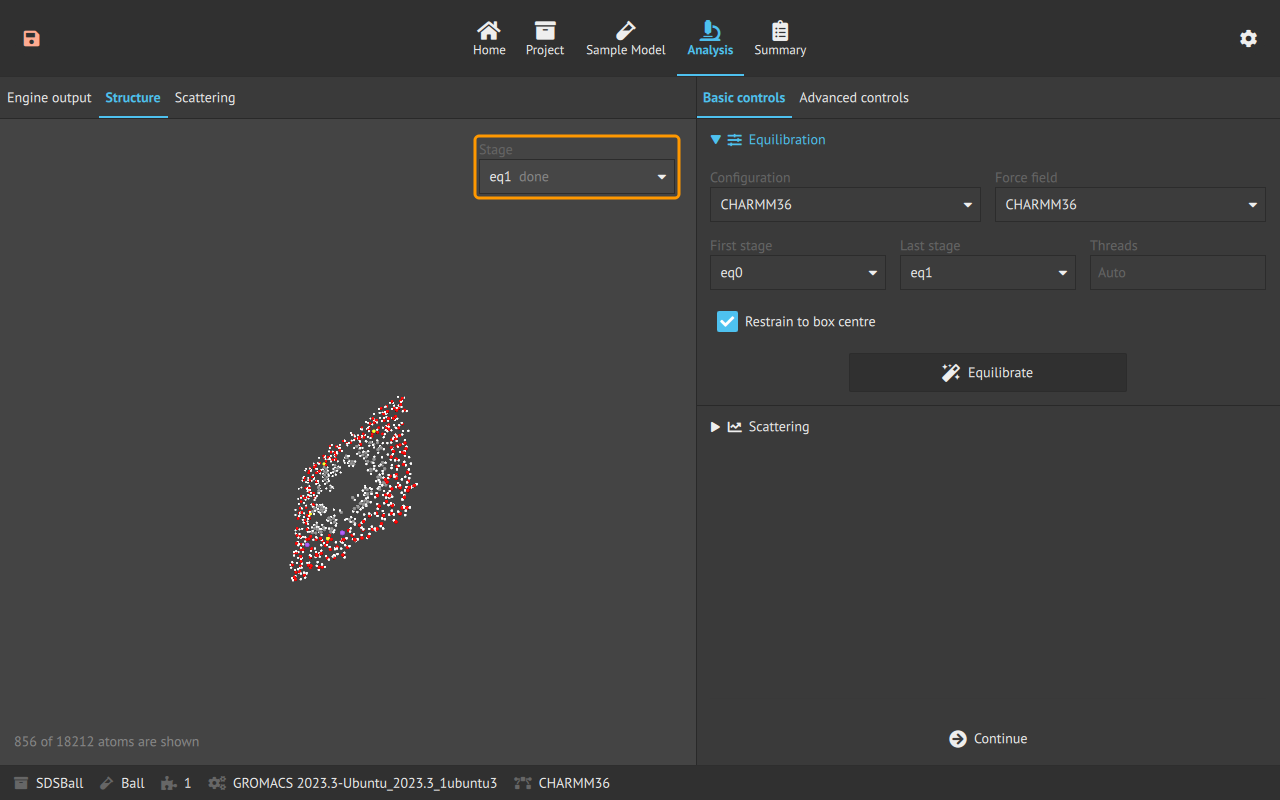 Home Project Sample Model Analysis Summary
Engine output Structure Scattering
Basic controls Advanced controls
Stage
eq1 done
856 of 18212 atoms are shown
Equilibration
Configuration Force field
CHARMM36 CHARMM36
First stage Last stage Threads
eq0 eq1 Auto
Restrain to box centre
Equilibrate
Scattering
Continue
SDSBall Ball 1 GROMACS 2023.3-Ubuntu_2023.3_1ubuntu3 CHARMM36